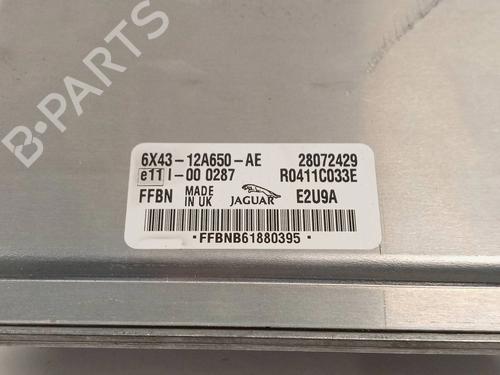 B-PARTS
6X43-12A650-AE 28072429
e11 I-00 0287 R0411C033E
FFBN MADE IN UK JAGUAR E2U9A
·FFBNB61880395·